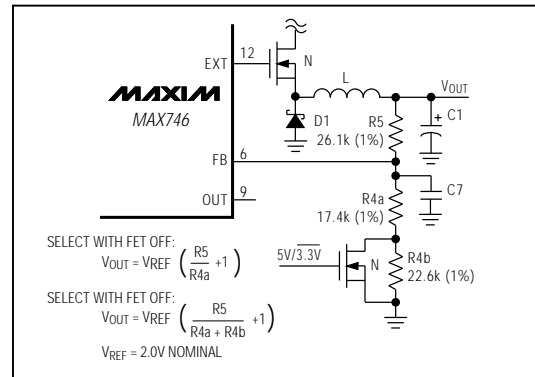 EXT
12
N
MAXIM
MAX746
L
VOUT
D1
R5
26.1k (1%)
+
C1
FB
6
OUT
9
R4a
17.4k (1%)
C7
5V/3.3V
N
R4b
22.6k (1%)
SELECT WITH FET OFF:
VOUT = VREF ( R5 / R4a +1 )
SELECT WITH FET OFF:
VOUT = VREF ( R5 / R4a + R4b +1 )
VREF = 2.0V NOMINAL